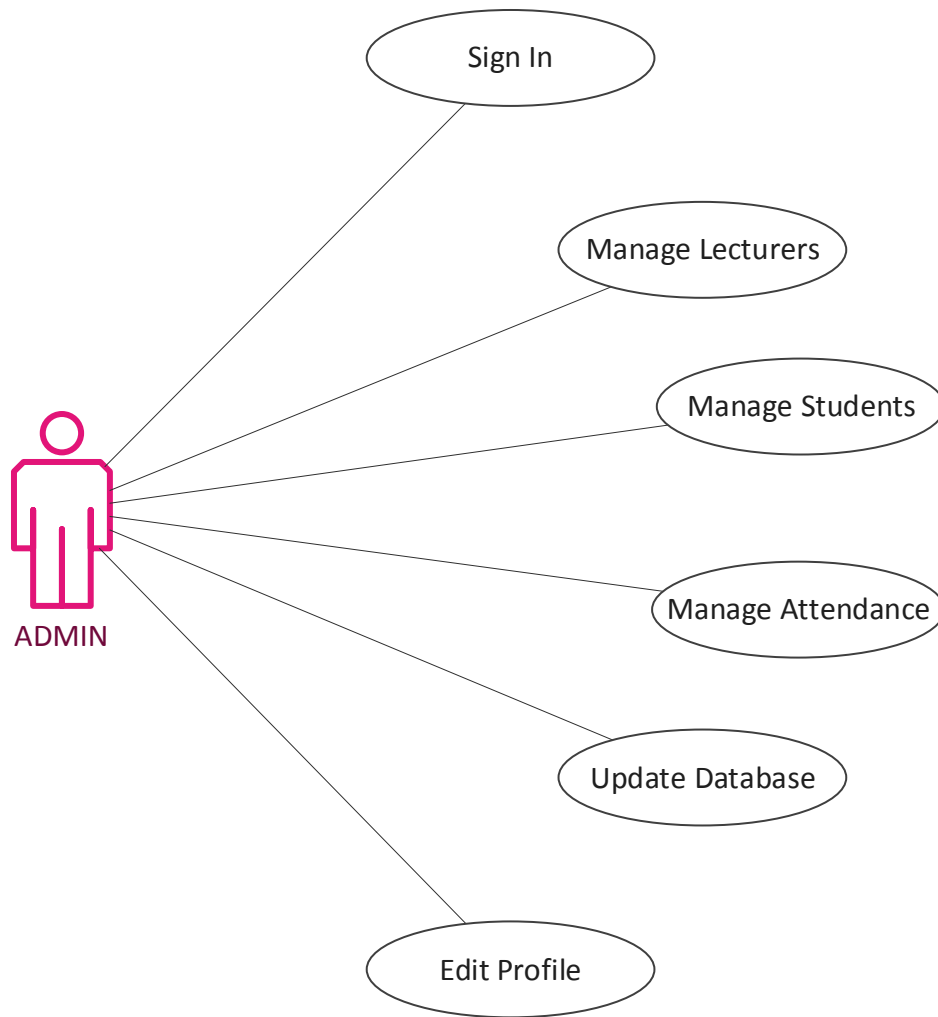 Sign In
Manage Lecturers
Manage Students
ADMIN
Manage Attendance
Update Database
Edit Profile